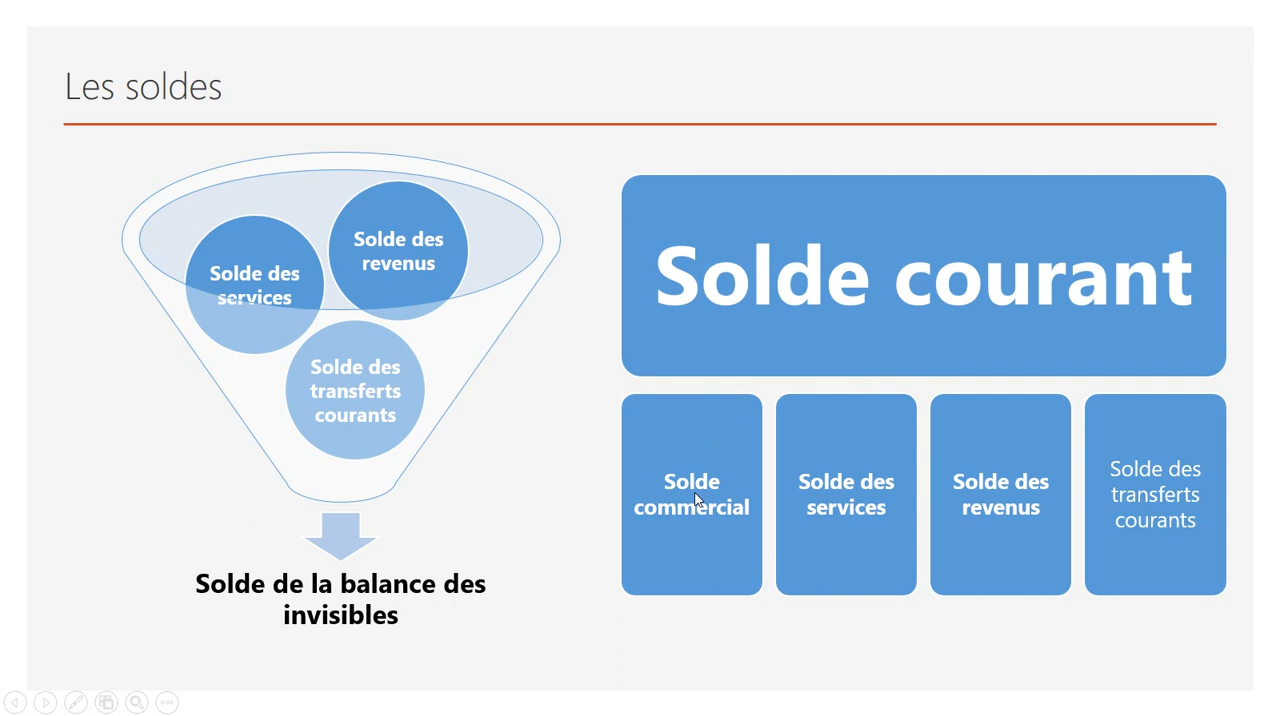 Les soldes
Solde des
revenus
Solde des
services
Solde des
transferts
courants
Solde de la balance des
invisibles
Solde courant
Solde
commercial
Solde des
services
Solde des
revenus
Solde des
transferts
courants